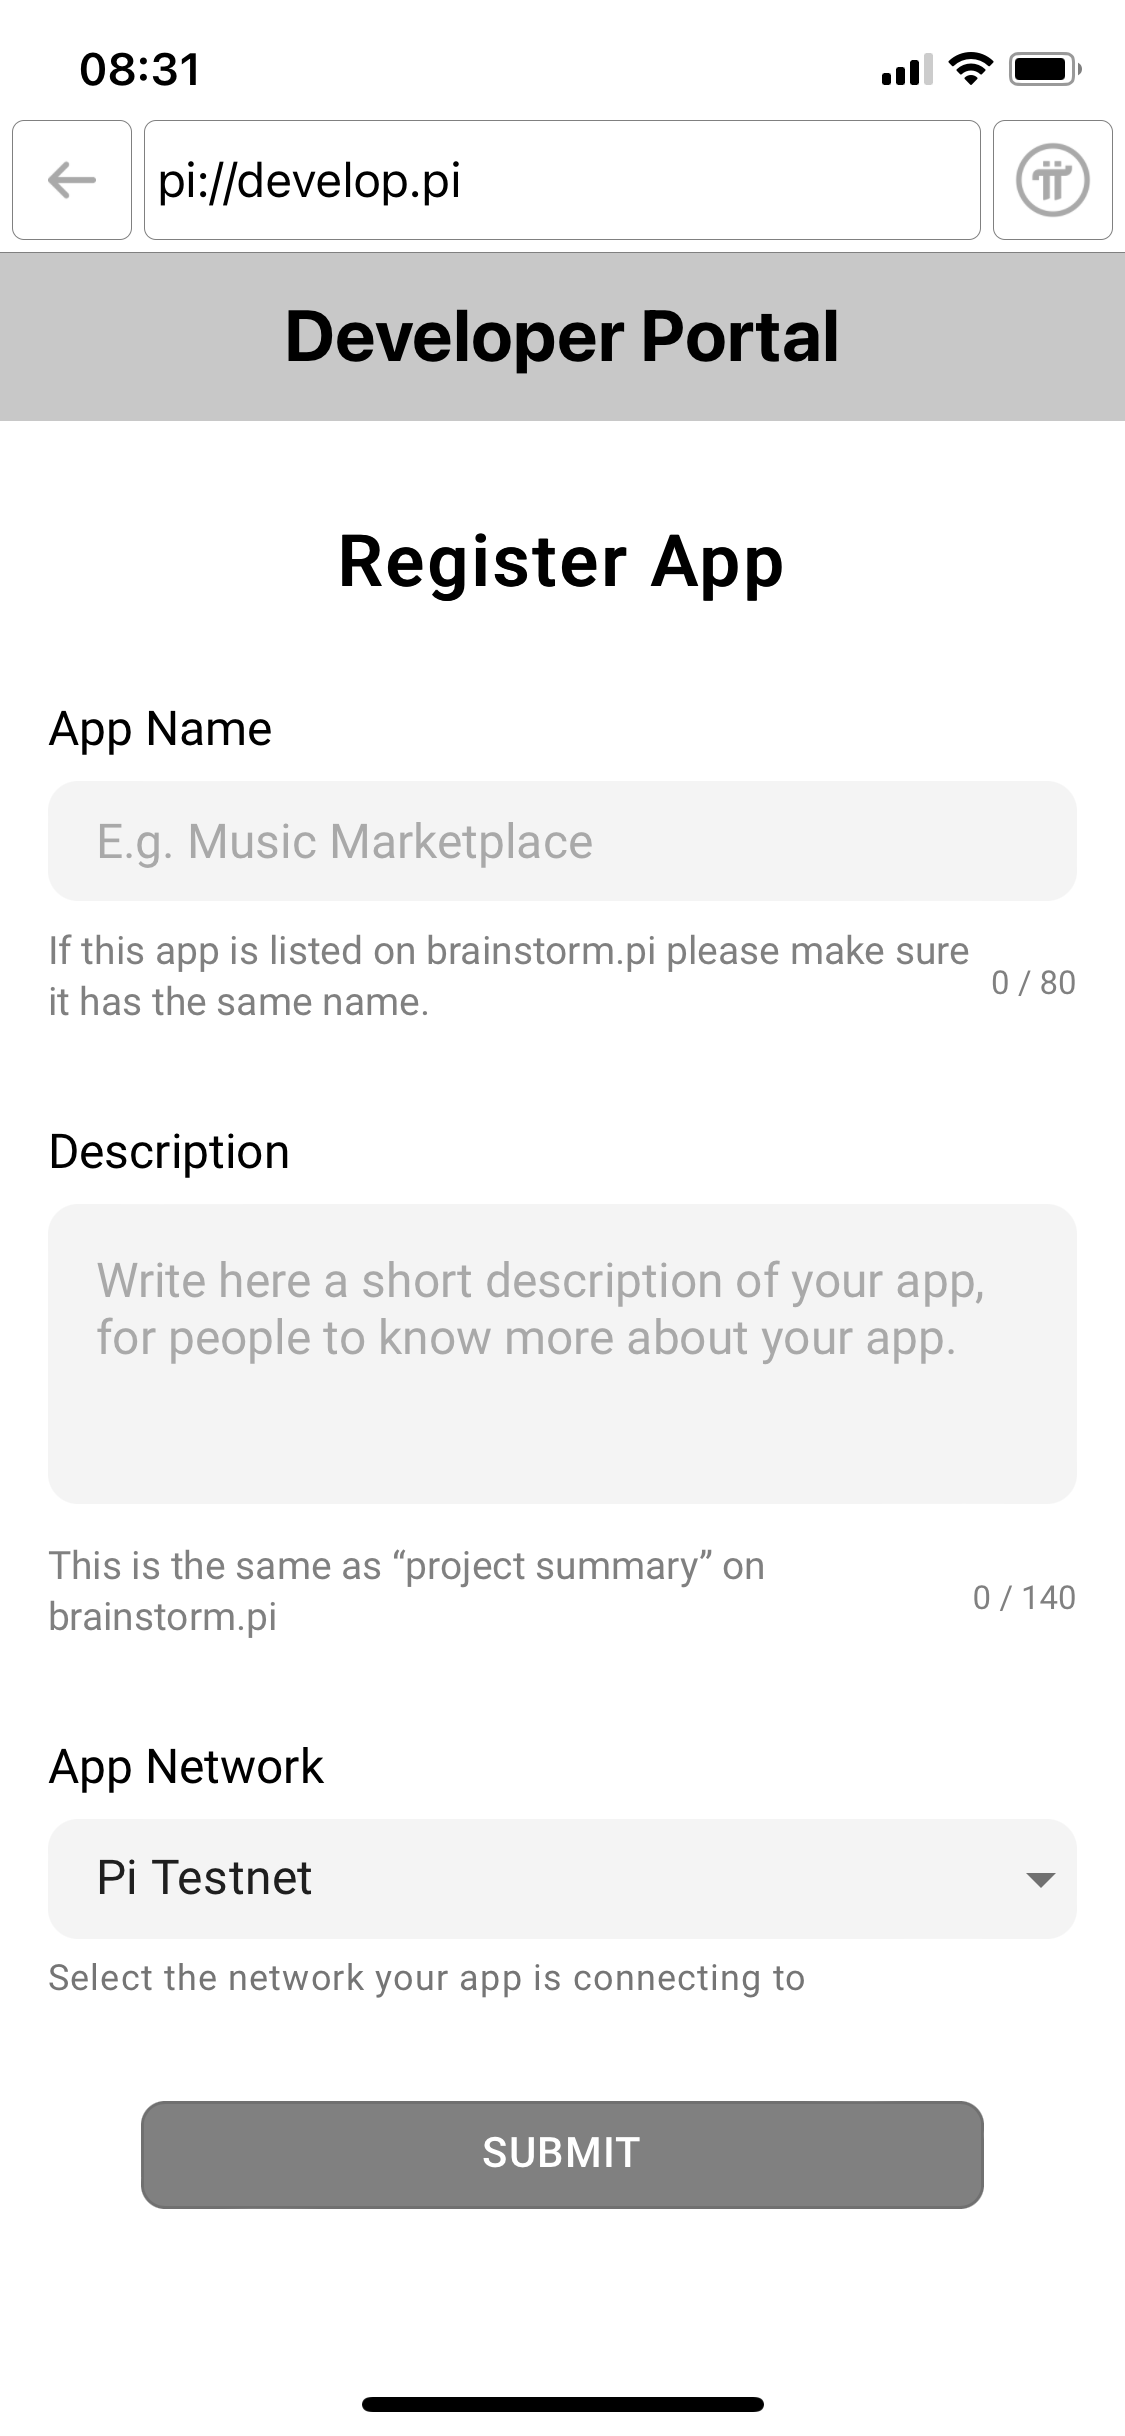 08:31
pi://develop.pi
Developer Portal
Register App
App Name
E.g. Music Marketplace
If this app is listed on brainstorm.pi please make sure
it has the same name.
0 / 80
Description
Write here a short description of your app,
for people to know more about your app.
This is the same as “project summary” on
brainstorm.pi
0 / 140
App Network
Pi Testnet
Select the network your app is connecting to
SUBMIT